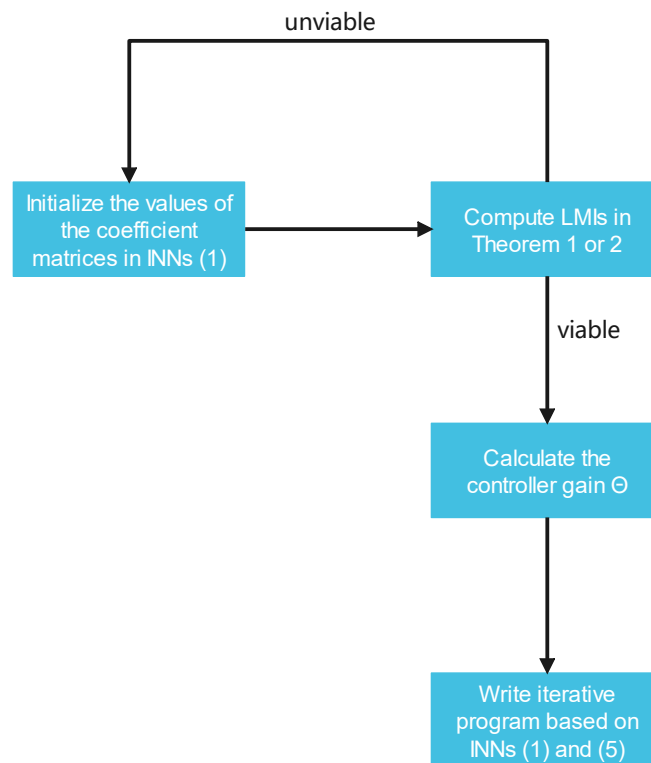 unviable
Initialize the values of
the coefficient
matrices in INNs (1)
Compute LMIs in
Theorem 1 or 2
viable
Calculate the
controller gain Θ
Write iterative
program based on
INNs (1) and (5)